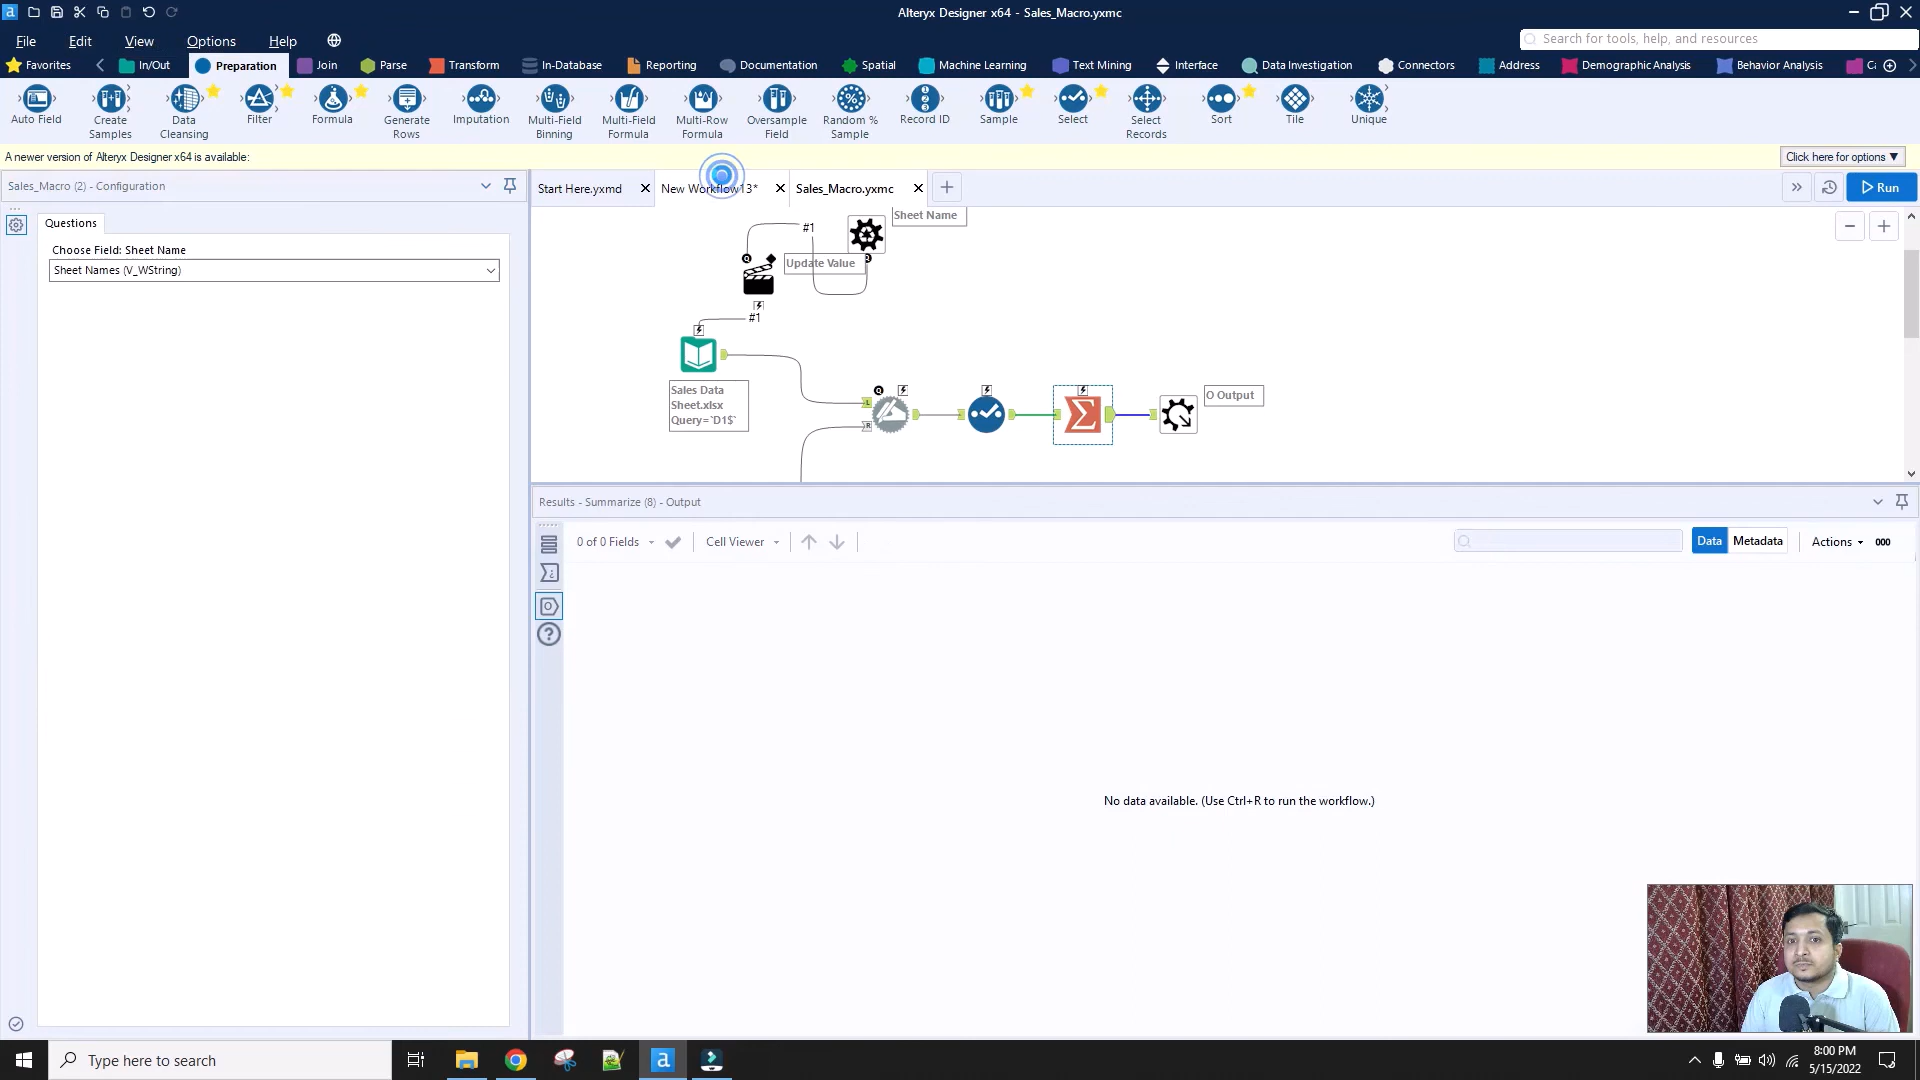 Alteryx Designer x64 - Sales_Macro.yxmc
File Edit View Options Help
Search for tools, help, and resources
Favorites In/Out Preparation Join Parse Transform In-Database Reporting Documentation Spatial Machine Learning Text Mining Interface Data Investigation Connectors Address Demographic Analysis Behavior Analysis
Auto Field
Create
Samples
Data
Cleansing
Filter
Formula
Generate
Rows
Imputation
Multi-Field
Binning
Multi-Field
Formula
Multi-Row
Formula
Oversample
Field
Random %
Sample
Record ID
Sample
Select
Select
Records
Sort
Tile
Unique
A newer version of Alteryx Designer x64 is available:
Click here for options ▼
Sales_Macro (2) - Configuration
Start Here.yxmd
New Workflow13*
Sales_Macro.yxmc
Run
Questions
Choose Field: Sheet Name
Sheet Names (V_WString)
Sheet Name
#1
Update Value
#1
Sales Data
Sheet.xlsx
Query=`D1$`
O Output
Results - Summarize (8) - Output
0 of 0 Fields
Cell Viewer
Data
Metadata
Actions
000
No data available. (Use Ctrl+R to run the workflow.)
Type here to search
8:00 PM
5/15/2022